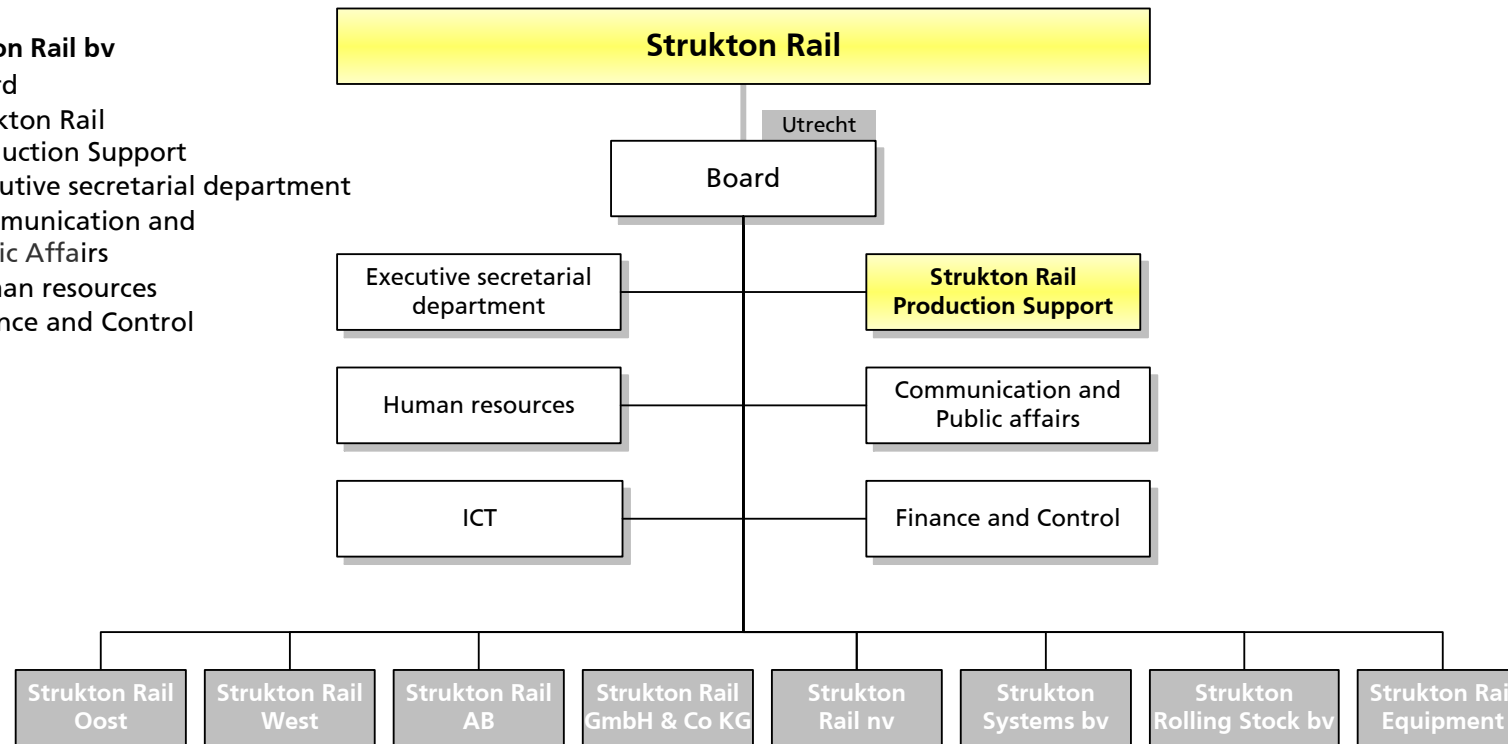 Strukton Rail
on Rail bv
rd
kton Rail
uction Support
utive secretarial department
munication and
ic Affairs
nan resources
nce and Control
Utrecht
Board
Executive secretarial
department
Strukton Rail
Production Support
Human resources
Communication and
Public affairs
ICT
Finance and Control
Strukton Rail
Oost
Strukton Rail
West
Strukton Rail
AB
Strukton Rail
GmbH & Co KG
Strukton
Rail nv
Strukton
Systems bv
Strukton
Rolling Stock bv
Strukton Rai
Equipment